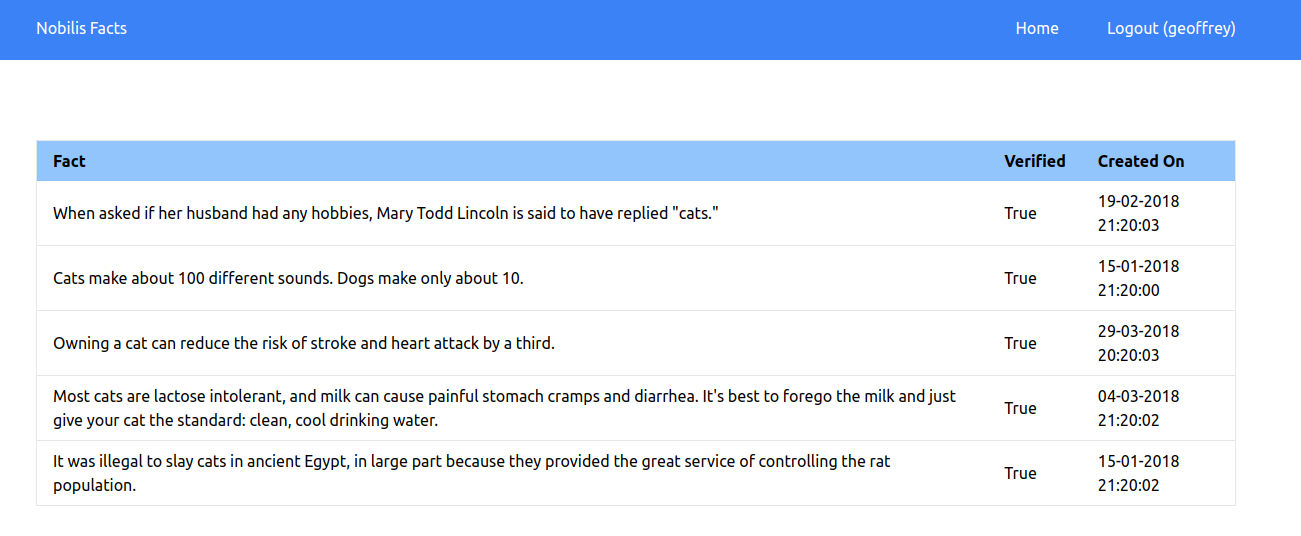 Nobilis Facts Home Logout (geoffrey)
Fact Verified Created On
When asked if her husband had any hobbies, Mary Todd Lincoln is said to have replied "cats." True 19-02-2018
21:20:03
Cats make about 100 different sounds. Dogs make only about 10. True 15-01-2018
21:20:00
Owning a cat can reduce the risk of stroke and heart attack by a third. True 29-03-2018
20:20:03
Most cats are lactose intolerant, and milk can cause painful stomach cramps and diarrhea. It's best to forego the milk and just
give your cat the standard: clean, cool drinking water. True 04-03-2018
21:20:02
It was illegal to slay cats in ancient Egypt, in large part because they provided the great service of controlling the rat
population. True 15-01-2018
21:20:02